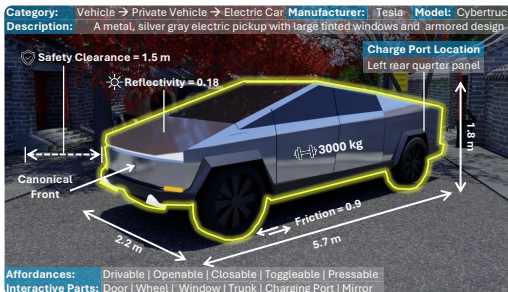 Category: Vehicle → Private Vehicle → Electric Car Manufacturer: Tesla Model: Cybertruc
Description: A metal, silver gray electric pickup with large tinted windows and armored design
Safety Clearance = 1.5 m
Charge Port Location
Left rear quarter panel
Reflectivity = 0.18
1.8 m
3000 kg
Canonical
Front
Friction = 0.9
2.2 m
5.7 m
Affordances: Drivable | Openable | Closable | Toggleable | Pressable
Interactive Parts: Door | Wheel | Window | Trunk | Charging Port | Mirror